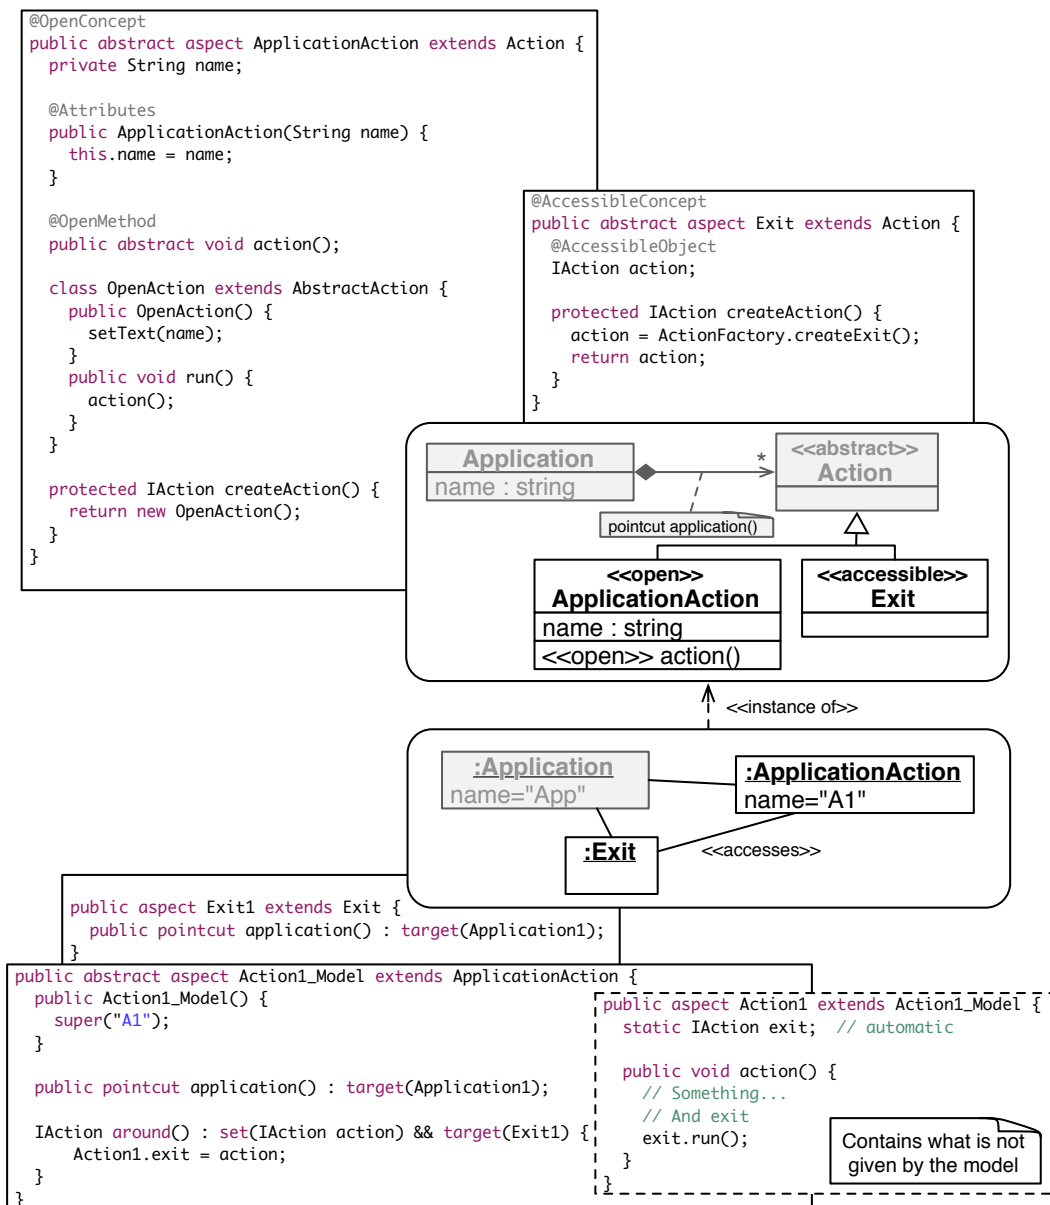 @OpenConcept
public abstract aspect ApplicationAction extends Action {
  private String name;

  @Attributes
  public ApplicationAction(String name) {
    this.name = name;
  }

  @OpenMethod
  public abstract void action();

  class OpenAction extends AbstractAction {
    public OpenAction() {
      setText(name);
    }
    public void run() {
      action();
    }
  }

  protected IAction createAction() {
    return new OpenAction();
  }
}
@AccessibleConcept
public abstract aspect Exit extends Action {
  @AccessibleObject
  IAction action;

  protected IAction createAction() {
    action = ActionFactory.createExit();
    return action;
  }
}
Application
name : string
*
<<abstract>>
Action
pointcut application()
<<open>>
ApplicationAction
name : string
<<open>> action()
<<accessible>>
Exit
<<instance of>>
:Application
name="App"
:ApplicationAction
name="A1"
:Exit
<<accesses>>
public aspect Exit1 extends Exit {
  public pointcut application() : target(Application1);
}
public abstract aspect Action1_Model extends ApplicationAction {
  public Action1_Model() {
    super("A1");
  }

  public pointcut application() : target(Application1);

  IAction around() : set(IAction action) && target(Exit1) {
      Action1.exit = action;
  }
}
public aspect Action1 extends Action1_Model {
  static IAction exit;  // automatic

  public void action() {
    // Something...
    // And exit
    exit.run();
  }
}
Contains what is not
given by the model